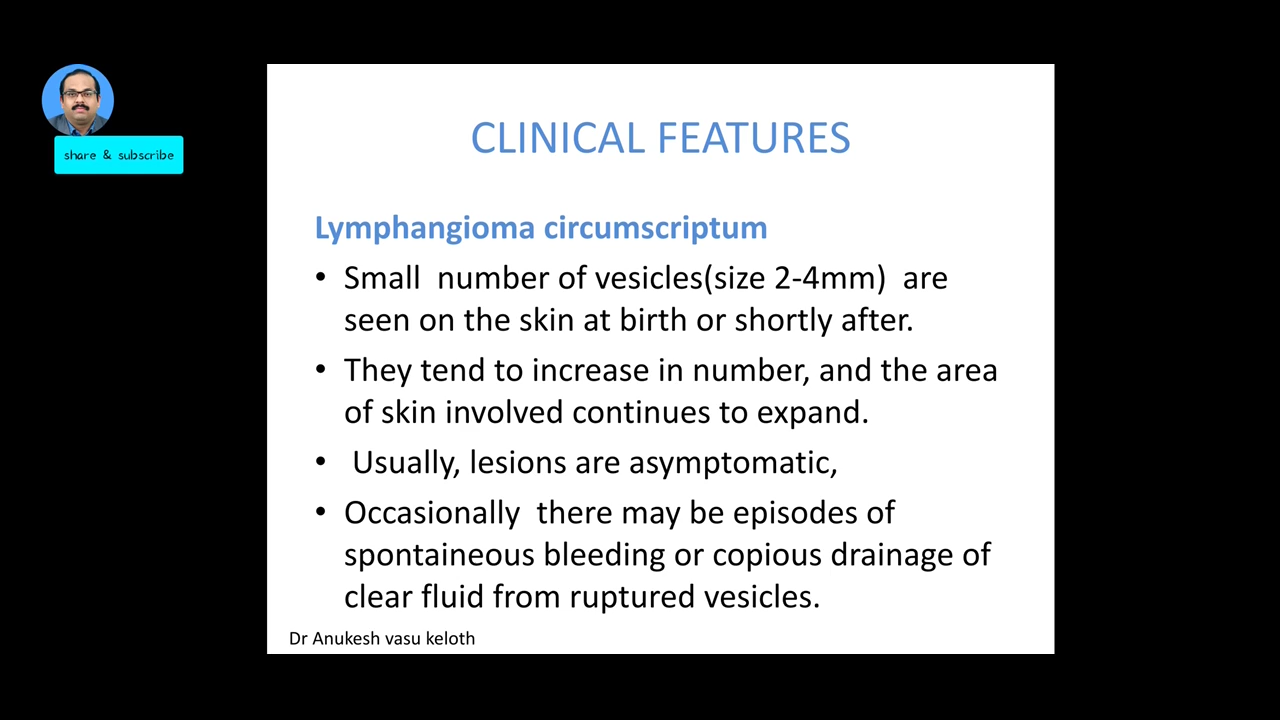 share & subscribe
CLINICAL FEATURES
Lymphangioma circumscriptum
• Small  number of vesicles(size 2-4mm)  are
seen on the skin at birth or shortly after.
• They tend to increase in number, and the area
of skin involved continues to expand.
•  Usually, lesions are asymptomatic,
• Occasionally  there may be episodes of
spontaineous bleeding or copious drainage of
clear fluid from ruptured vesicles.
Dr Anukesh vasu keloth